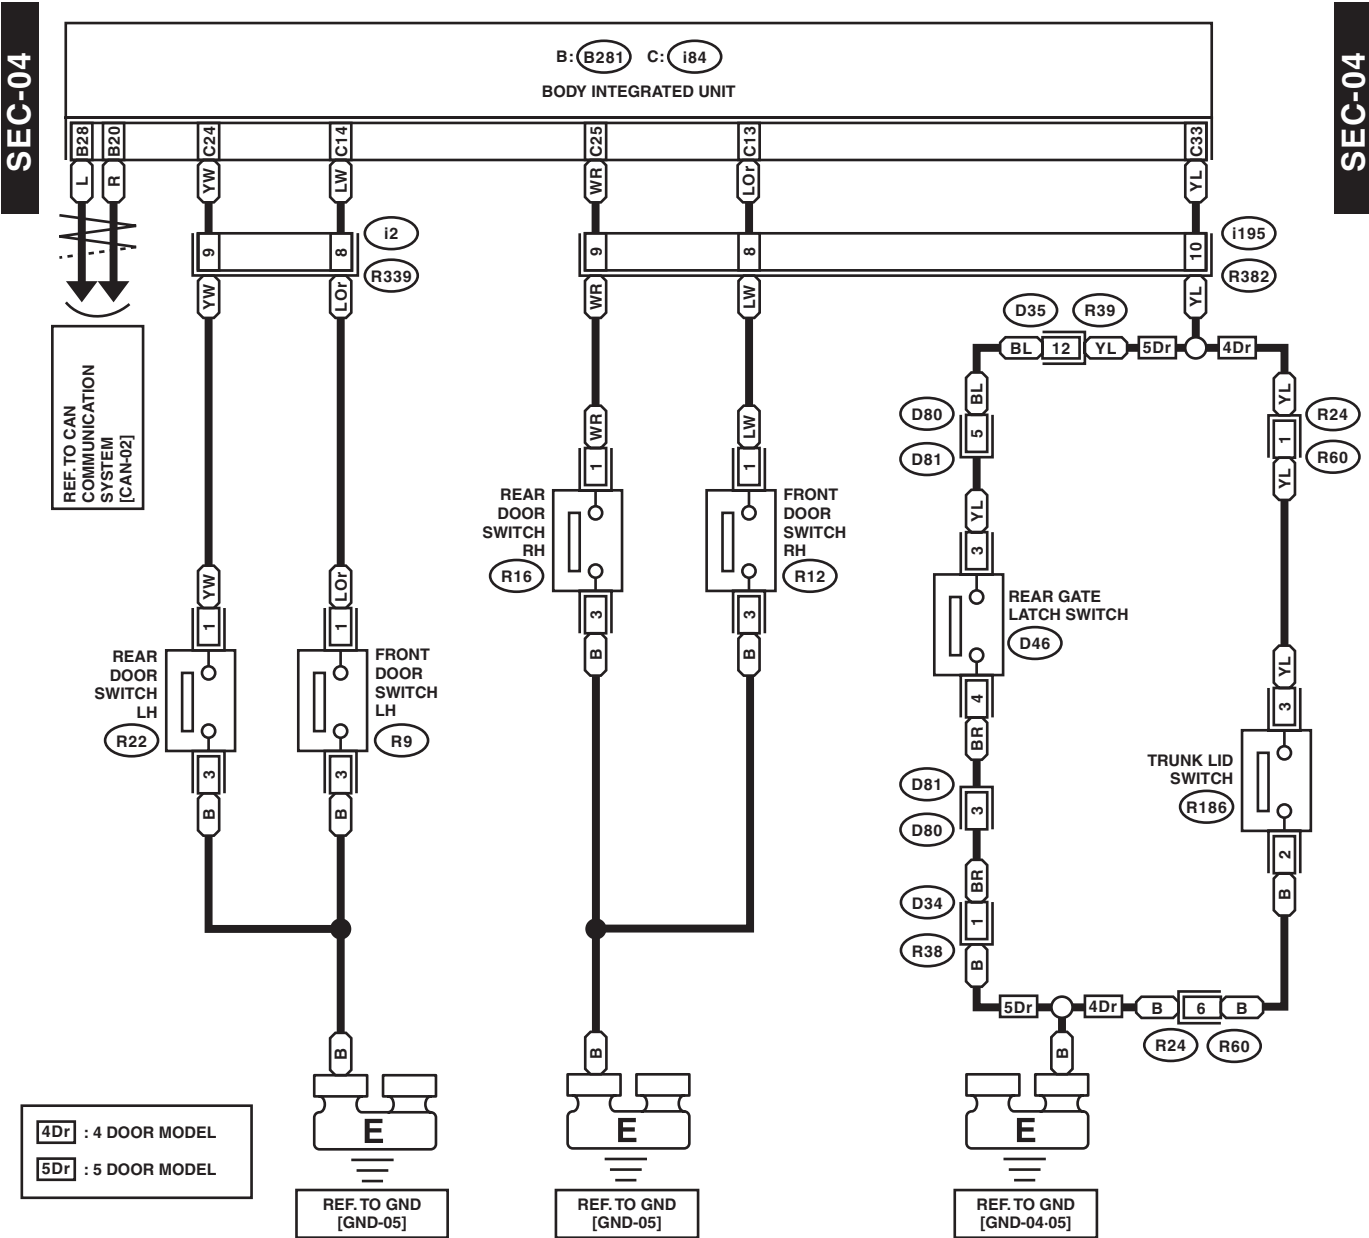 SEC-04
SEC-04
B: B281 C: i84
BODY INTEGRATED UNIT
B28
B20
C24
C14
C25
C13
C33
L
R
YW
LW
WR
LOr
YL
9
8
i2
R339
9
8
10
i195
R382
YW
LOr
WR
LW
YL
REF. TO CAN
COMMUNICATION
SYSTEM
[CAN-02]
D35
R39
BL
12
YL
5Dr
4Dr
BL
D80
5
D81
YL
R24
1
R60
YL
YL
3
WR
1
LW
1
REAR
DOOR
SWITCH
RH
R16
FRONT
DOOR
SWITCH
RH
R12
3
B
3
B
YW
1
LOr
1
REAR
DOOR
SWITCH
LH
R22
FRONT
DOOR
SWITCH
LH
R9
3
B
3
B
REAR GATE
LATCH SWITCH
D46
4
BR
D81
3
D80
BR
D34
1
R38
B
YL
3
TRUNK LID
SWITCH
R186
2
B
5Dr
4Dr
B
6
B
R24
R60
B
B
B
E
E
E
4Dr : 4 DOOR MODEL
5Dr : 5 DOOR MODEL
REF. TO GND
[GND-05]
REF. TO GND
[GND-05]
REF. TO GND
[GND-04·05]